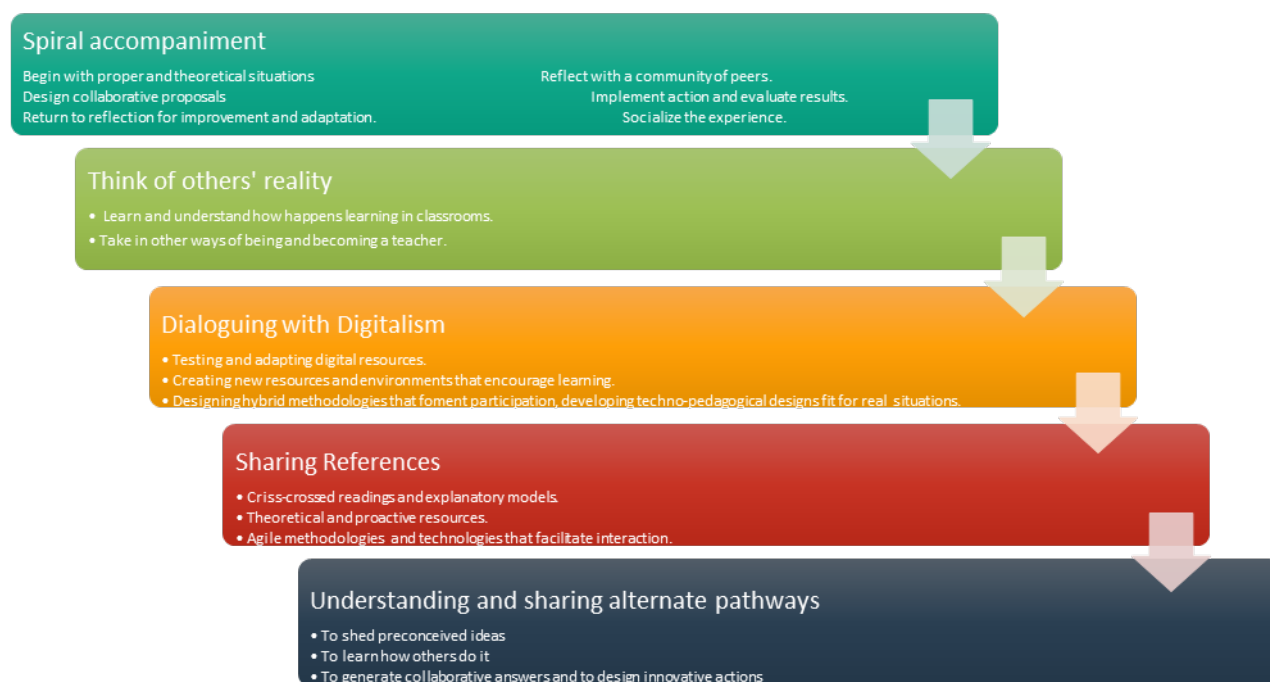 Spiral accompaniment
Begin with proper and theoretical situations Reflect with a community of peers.
Design collaborative proposals Implement action and evaluate results.
Return to reflection for improvement and adaptation. Socialize the experience.
Think of others' reality
• Learn and understand how happens learning in classrooms.
• Take in other ways of being and becoming a teacher.
Dialoguing with Digitalism
• Testing and adapting digital resources.
• Creating new resources and environments that encourage learning.
• Designing hybrid methodologies that foment participation, developing techno-pedagogical designs fit for real situations.
Sharing References
• Criss-crossed readings and explanatory models.
• Theoretical and proactive resources.
• Agile methodologies and technologies that facilitate interaction.
Understanding and sharing alternate pathways
• To shed preconceived ideas
• To learn how others do it
• To generate collaborative answers and to design innovative actions